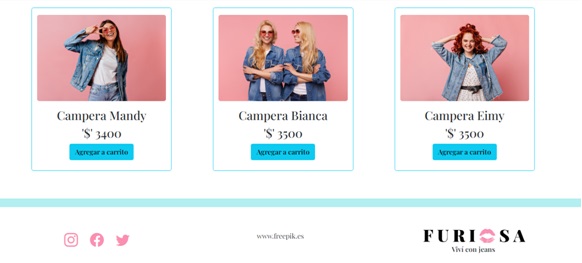 Campera Mandy
'$' 3400
Agregar a carrito
Campera Bianca
'$' 3500
Agregar a carrito
Campera Eimy
'$' 3500
Agregar a carrito
www.freepik.es
FURIOSA
Viví con jeans